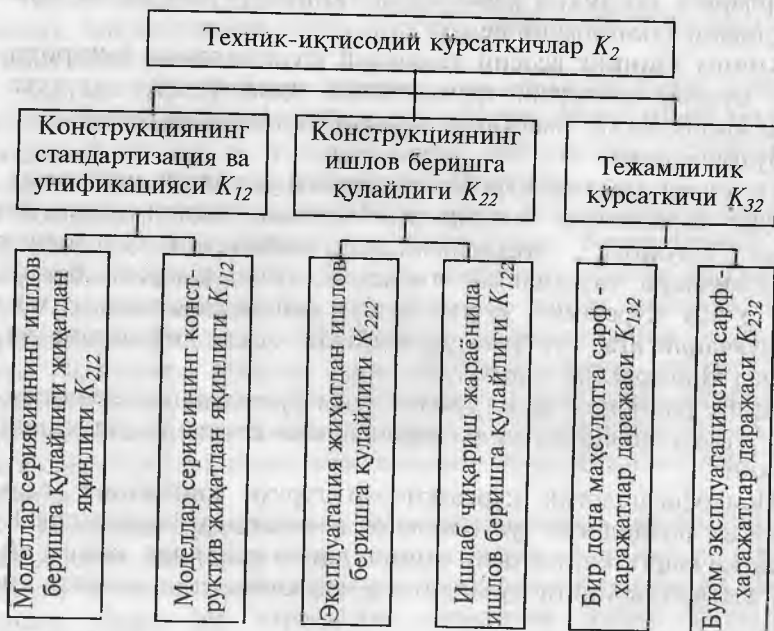 Техник-иқтисодий кўрсаткичлар K2
Конструкциянинг
стандартизация ва
унификацияси K12
Конструкциянинг
ишлов беришга
қулайлиги K22
Тежамлилик
кўрсаткичи K32
Моделлар сериясининг ишлов
беришга қулайлиги жиҳатдан
яқинлиги K212
Моделлар сериясининг конст-
руктив жиҳатдан яқинлиги K112
Эксплуатация жиҳатдан ишлов
беришга қулайлиги K222
Ишлаб чиқариш жараёнида
ишлов беришга қулайлиги K122
Бир дона маҳсулотга сарф -
харажатлар даражаси K132
Буюм эксплуатациясига сарф -
харажатлар даражаси K232